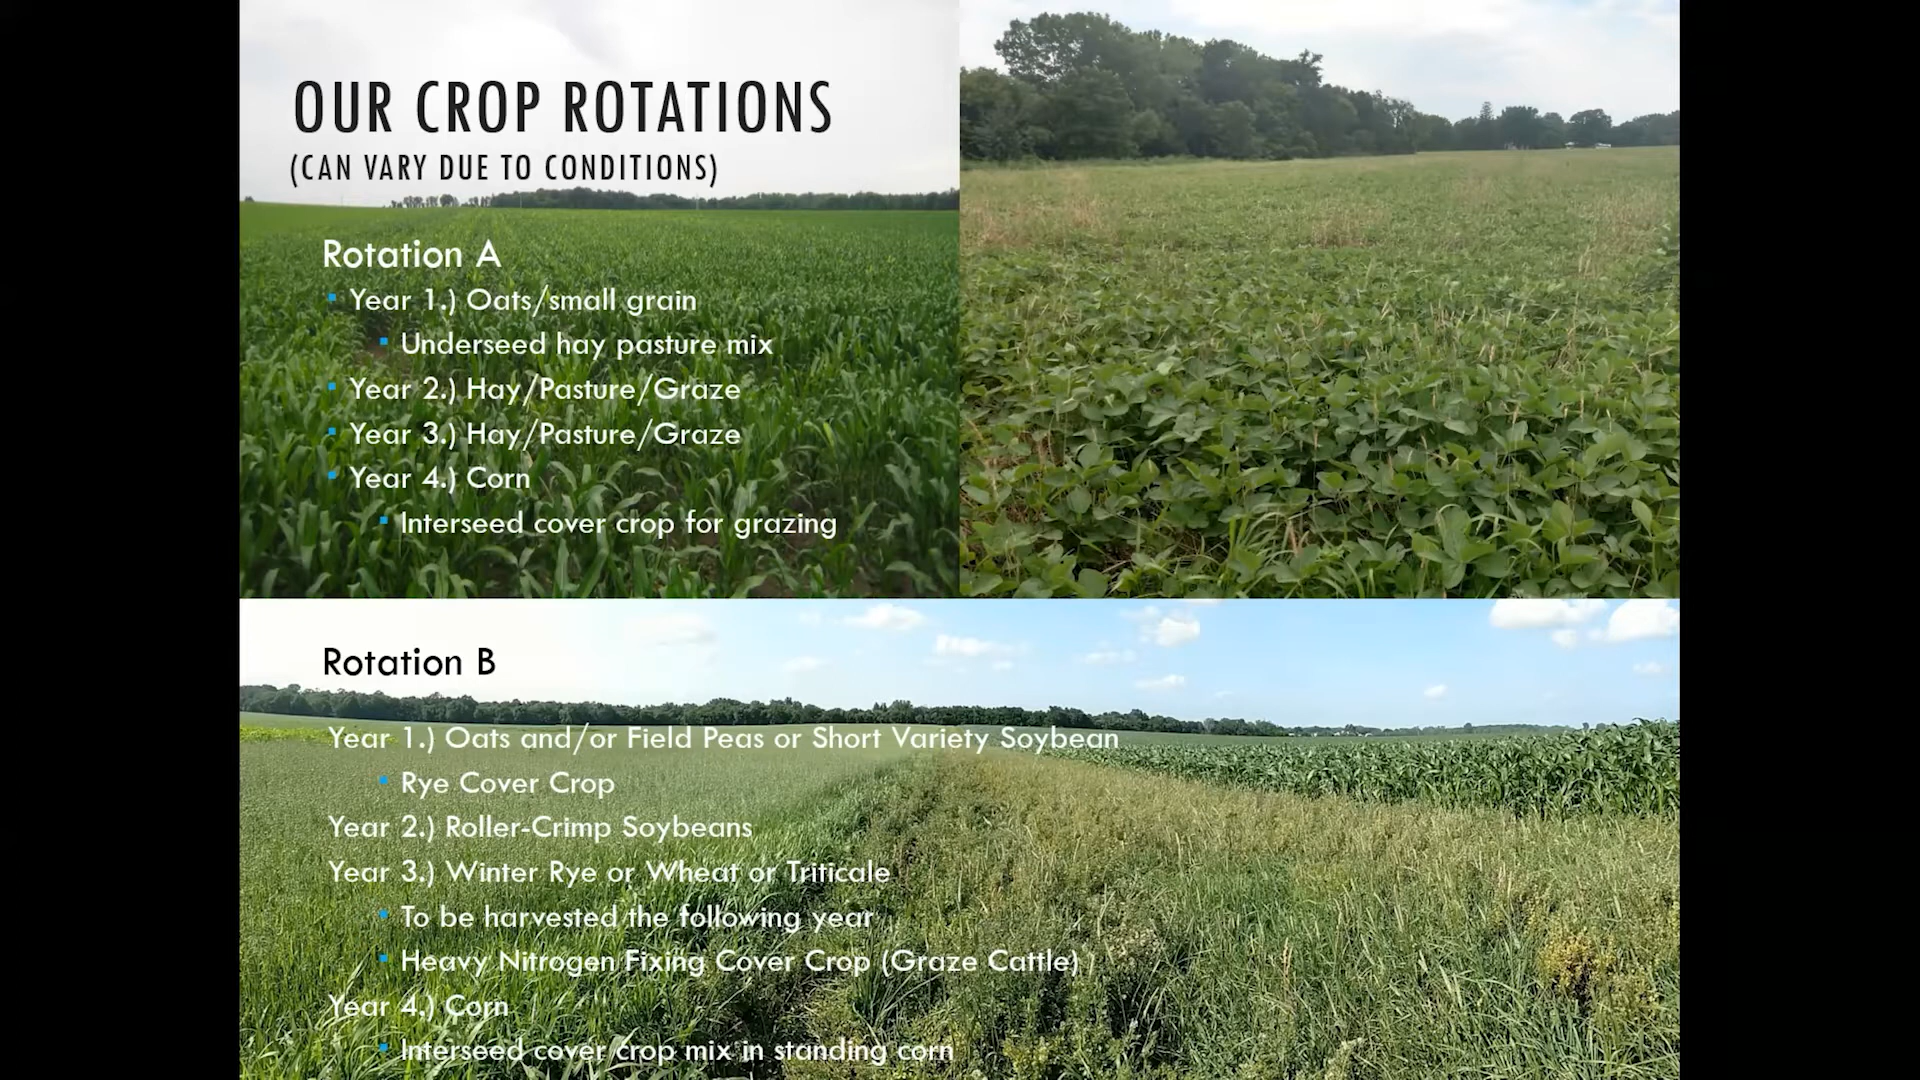 OUR CROP ROTATIONS
(CAN VARY DUE TO CONDITIONS)
Rotation A
Year 1.) Oats/small grain
Underseed hay pasture mix
Year 2.) Hay/Pasture/Graze
Year 3.) Hay/Pasture/Graze
Year 4.) Corn
Interseed cover crop for grazing
Rotation B
Year 1.) Oats and/or Field Peas or Short Variety Soybean
Rye Cover Crop
Year 2.) Roller-Crimp Soybeans
Year 3.) Winter Rye or Wheat or Triticale
To be harvested the following year
Heavy Nitrogen Fixing Cover Crop (Graze Cattle)
Year 4.) Corn
Interseed cover crop mix in standing corn